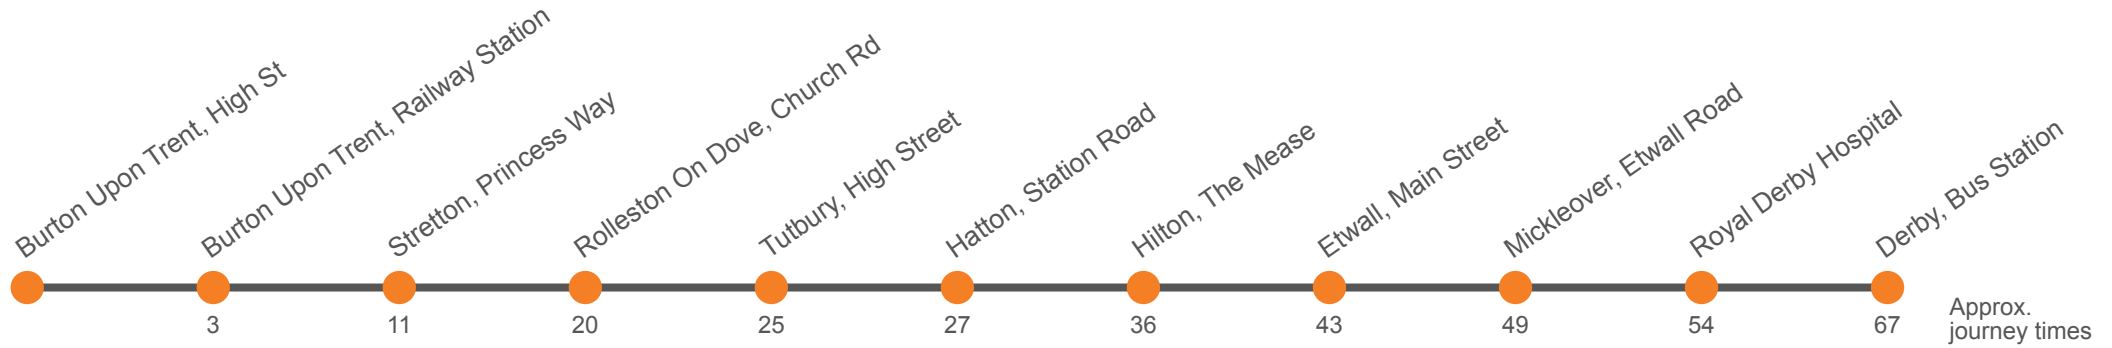 Burton Upon Trent, High St
Burton Upon Trent, Railway Station
Stretton, Princess Way
Rolleston On Dove, Church Rd
Tutbury, High Street
Hatton, Station Road
Hilton, The Mease
Etwall, Main Street
Mickleover, Etwall Road
Royal Derby Hospital
Derby, Bus Station
3 11 20 25 27 36 43 49 54 67
Approx.
journey times